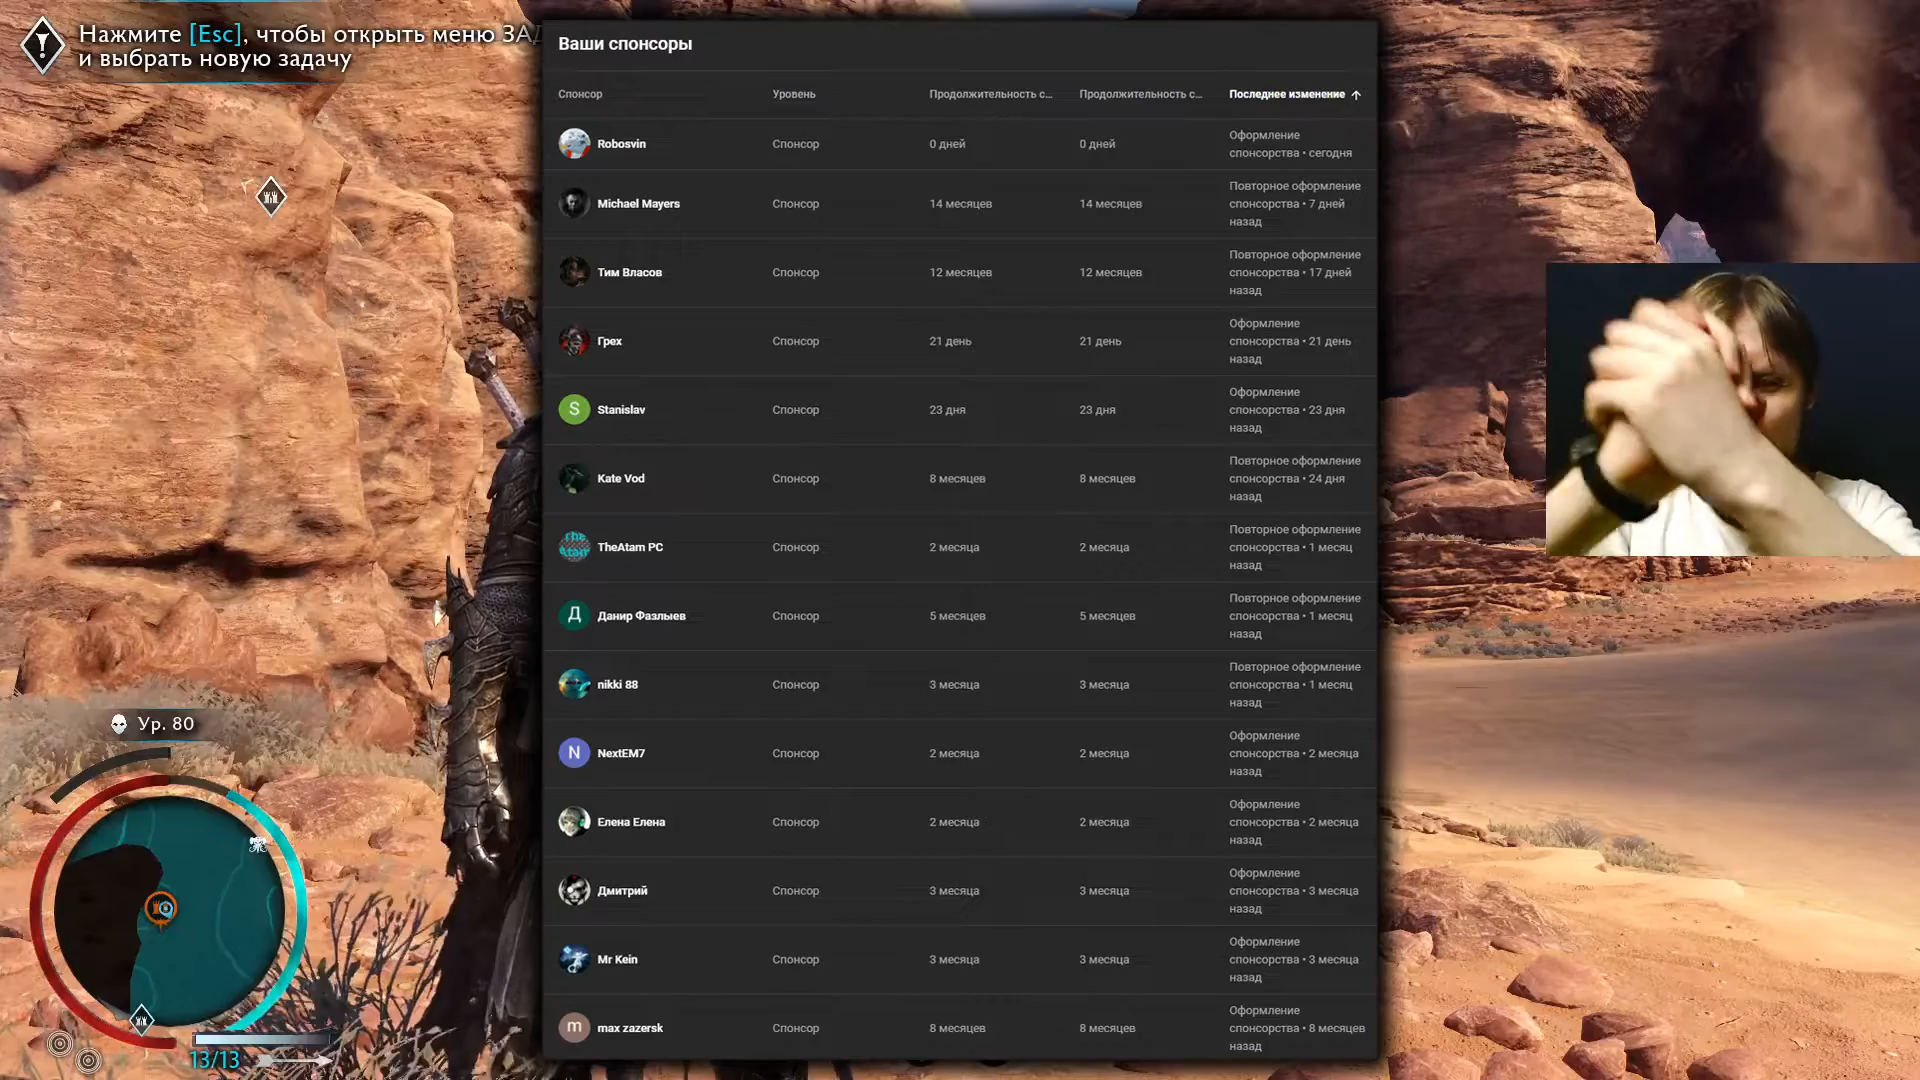 Нажмите [Esc], чтобы открыть меню ЗАД
и выбрать новую задачу
Ваши спонсоры
Спонсор Уровень Продолжительность с... Продолжительность с... Последнее изменение
Robosvin Спонсор 0 дней 0 дней Оформление
спонсорства • сегодня
Michael Mayers Спонсор 14 месяцев 14 месяцев Повторное оформление
спонсорства • 7 дней
назад
Тим Власов Спонсор 12 месяцев 12 месяцев Повторное оформление
спонсорства • 17 дней
назад
Грех Спонсор 21 день 21 день Оформление
спонсорства • 21 день
назад
S Stanislav Спонсор 23 дня 23 дня Оформление
спонсорства • 23 дня
назад
Kate Vod Спонсор 8 месяцев 8 месяцев Повторное оформление
спонсорства • 24 дня
назад
The
Atam
TheAtam PC Спонсор 2 месяца 2 месяца Повторное оформление
спонсорства • 1 месяц
назад
Д Данир Фазлыев Спонсор 5 месяцев 5 месяцев Повторное оформление
спонсорства • 1 месяц
назад
nikki 88 Спонсор 3 месяца 3 месяца Повторное оформление
спонсорства • 1 месяц
назад
N NextEM7 Спонсор 2 месяца 2 месяца Оформление
спонсорства • 2 месяца
назад
Елена Елена Спонсор 2 месяца 2 месяца Оформление
спонсорства • 2 месяца
назад
Дмитрий Спонсор 3 месяца 3 месяца Оформление
спонсорства • 3 месяца
назад
Mr Kein Спонсор 3 месяца 3 месяца Оформление
спонсорства • 3 месяца
назад
m max zazersk Спонсор 8 месяцев 8 месяцев Оформление
спонсорства • 8 месяцев
назад
Ур. 80
13/13